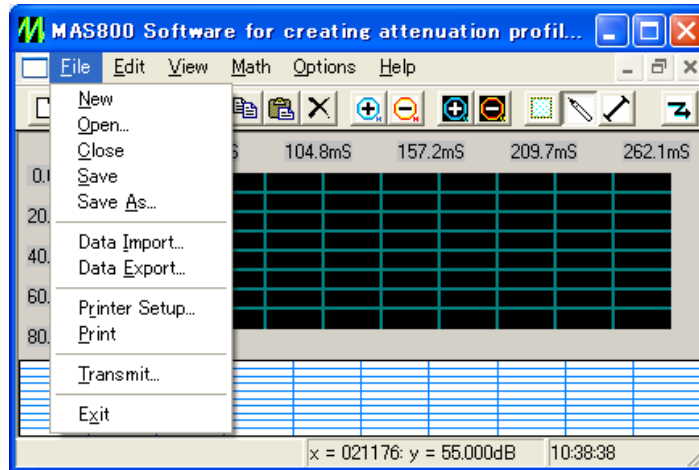 MAS800 Software for creating attenuation profil...
File Edit View Math Options Help
New
Open...
Close
Save
Save As...
Data Import...
Data Export...
Printer Setup...
Print
Transmit...
Exit
104.8mS 157.2mS 209.7mS 262.1mS
20.
40.
60.
80.
x = 021176: y = 55.000dB 10:38:38